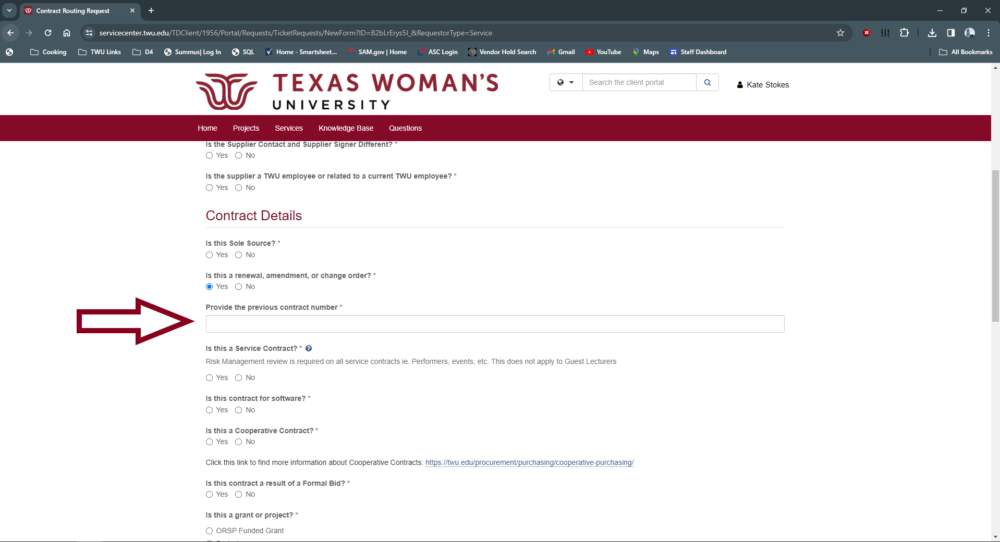 Contract Routing Request
servicecenter.twu.edu/TDClient/1956/Portal/Requests/TicketRequests/NewForm?ID=B2bLrErys5I_&RequestorType=Service
Cooking TWU Links D4 Summus| Log In SQL Home - Smartsheet... SAM.gov | Home ASC Login Vendor Hold Search Gmail YouTube Maps Staff Dashboard All Bookmarks
TEXAS WOMAN'S
UNIVERSITY
Search the client portal
Kate Stokes
Home Projects Services Knowledge Base Questions
Is the Supplier Contact and Supplier Signer Different? *
Yes No
Is the supplier a TWU employee or related to a current TWU employee? *
Yes No
Contract Details
Is this Sole Source? *
Yes No
Is this a renewal, amendment, or change order? *
Yes No
Provide the previous contract number *
Is this a Service Contract? * ?
Risk Management review is required on all service contracts ie. Performers, events, etc. This does not apply to Guest Lecturers
Yes No
Is this contract for software? *
Yes No
Is this a Cooperative Contract? *
Yes No
Click this link to find more information about Cooperative Contracts: https://twu.edu/procurement/purchasing/cooperative-purchasing/
Is this contract a result of a Formal Bid? *
Yes No
Is this a grant or project? *
ORSP Funded Grant